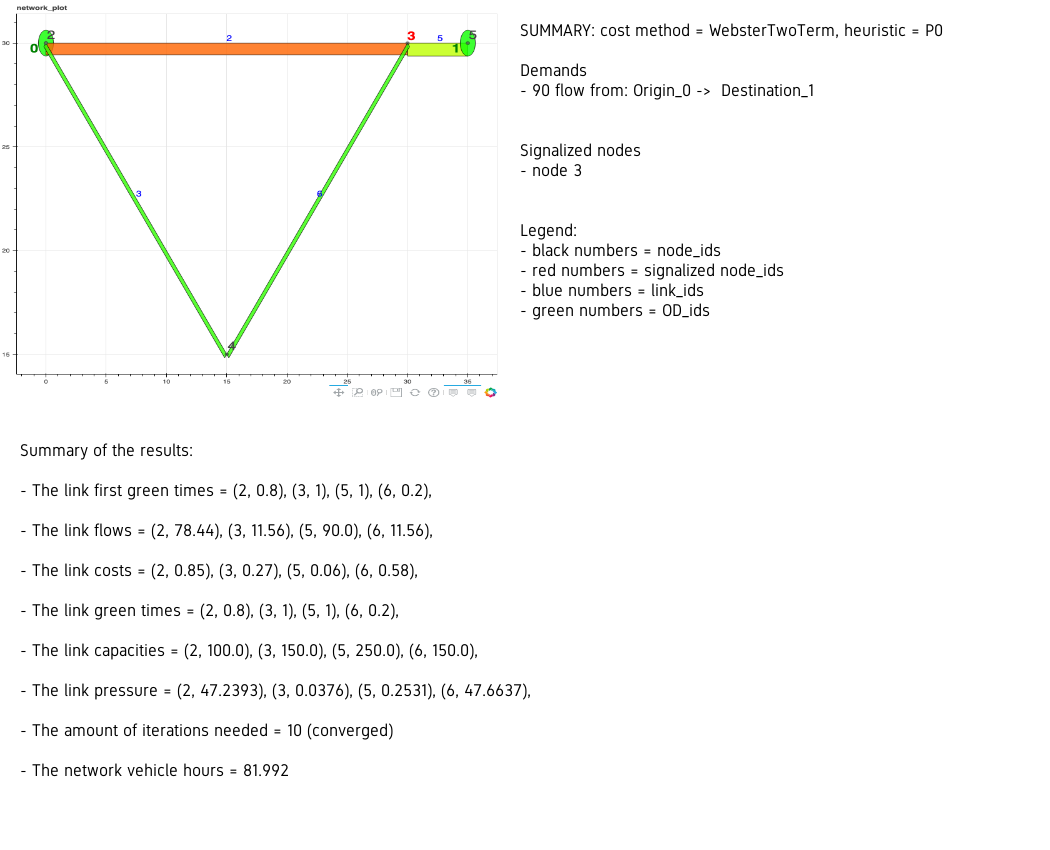 network_plot
2
3
5
0
2
5
1
30
25
20
15
3
6
4
0
5
10
15
20
25
30
35
SUMMARY: cost method = WebsterTwoTerm, heuristic = P0
Demands
- 90 flow from: Origin_0 -> Destination_1
Signalized nodes
- node 3
Legend:
- black numbers = node_ids
- red numbers = signalized node_ids
- blue numbers = link_ids
- green numbers = OD_ids
Summary of the results:
- The link first green times = (2, 0.8), (3, 1), (5, 1), (6, 0.2),
- The link flows = (2, 78.44), (3, 11.56), (5, 90.0), (6, 11.56),
- The link costs = (2, 0.85), (3, 0.27), (5, 0.06), (6, 0.58),
- The link green times = (2, 0.8), (3, 1), (5, 1), (6, 0.2),
- The link capacities = (2, 100.0), (3, 150.0), (5, 250.0), (6, 150.0),
- The link pressure = (2, 47.2393), (3, 0.0376), (5, 0.2531), (6, 47.6637),
- The amount of iterations needed = 10 (converged)
- The network vehicle hours = 81.992